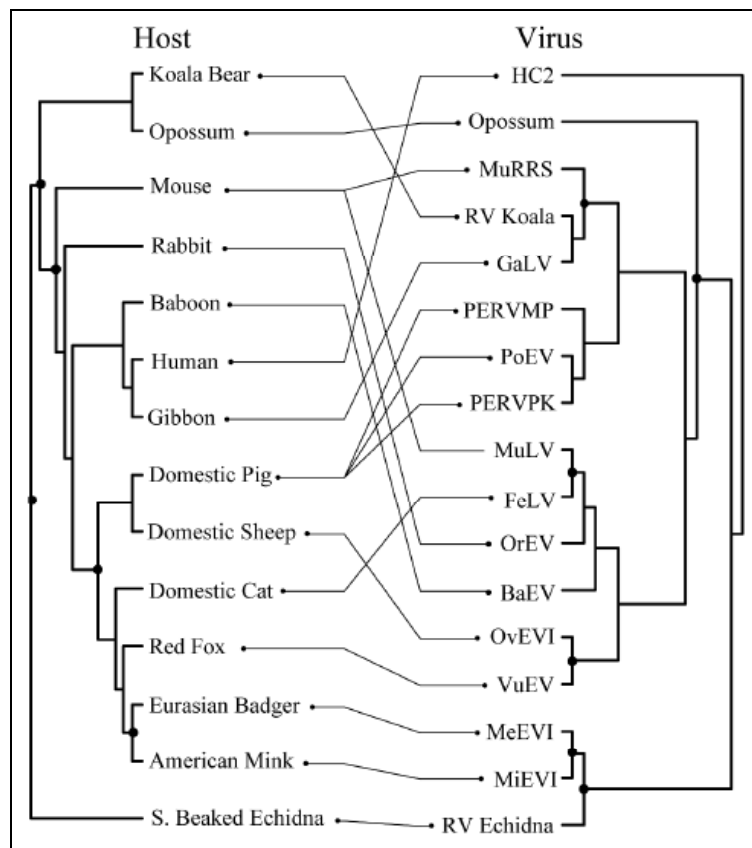 Host
Virus
Koala Bear
HC2
Opossum
Opossum
Mouse
MuRRS
RV Koala
Rabbit
GaLV
Baboon
PERVMP
Human
PoEV
Gibbon
PERVPK
Domestic Pig
MuLV
Domestic Sheep
FeLV
OrEV
Domestic Cat
BaEV
Red Fox
OvEVI
VuEV
Eurasian Badger
MeEVI
American Mink
MiEVI
S. Beaked Echidna
RV Echidna